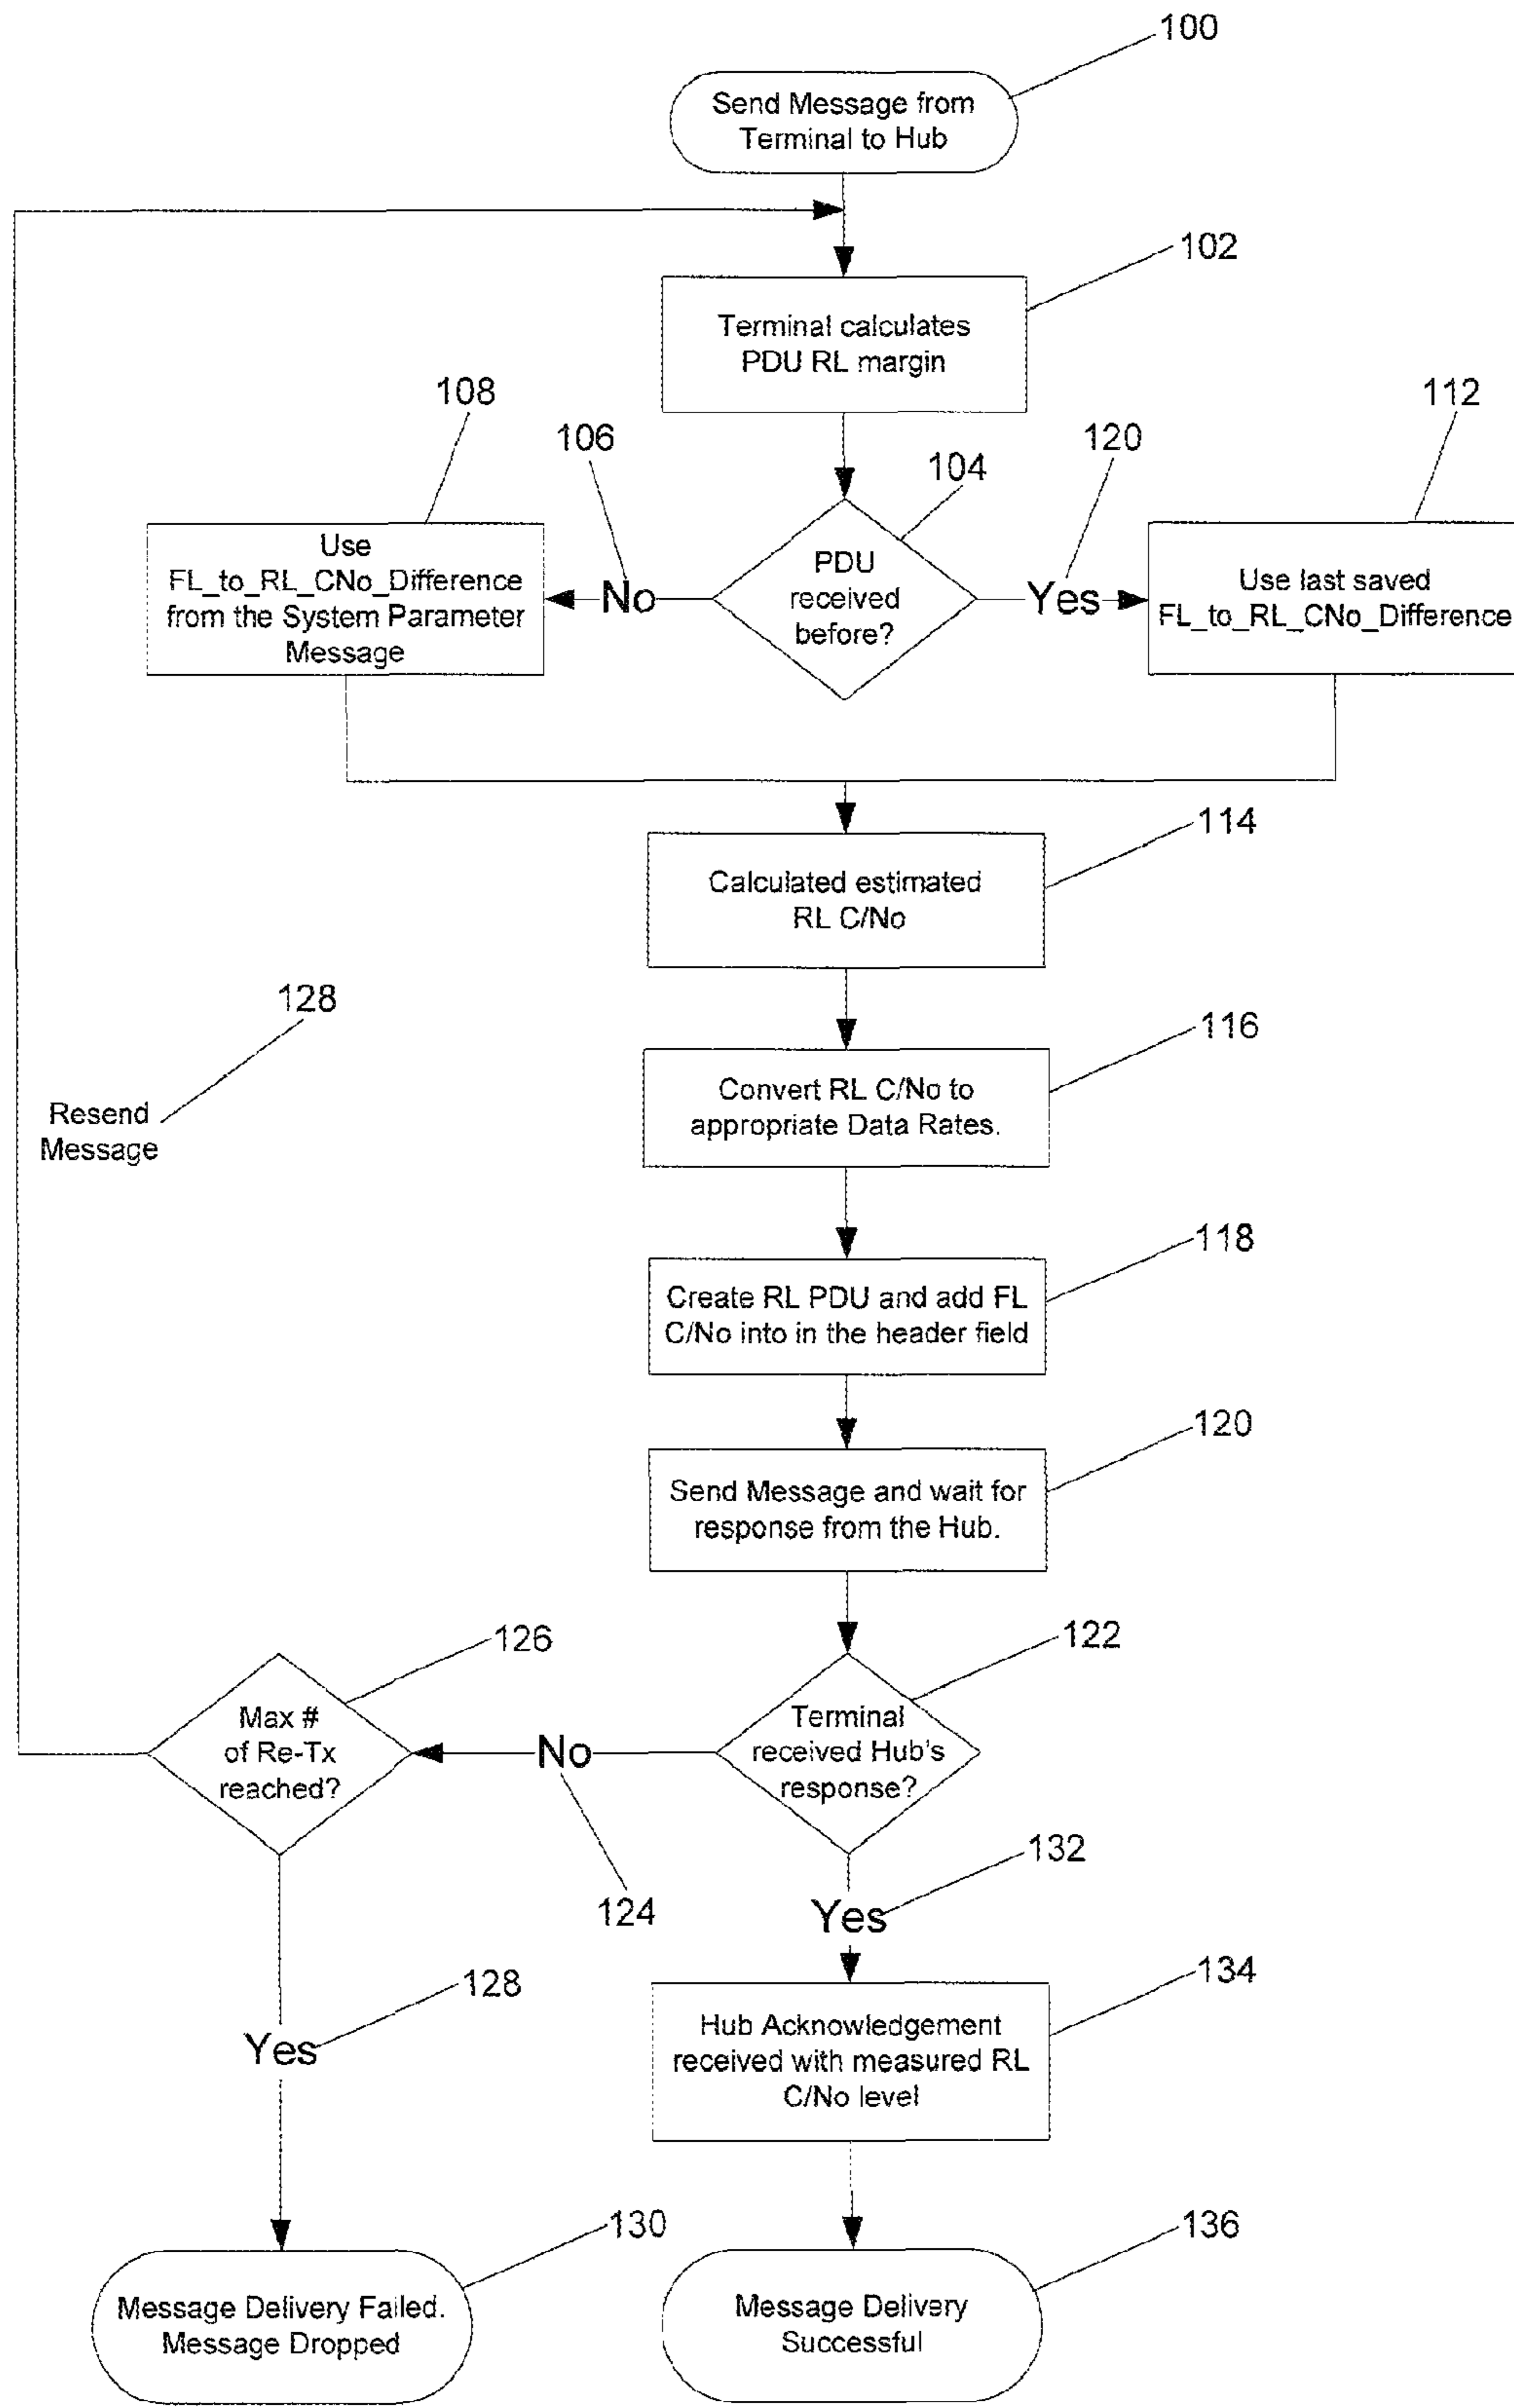 100
Send Message from
Terminal to Hub
102
Terminal calculates
PDU RL margin
108
106
104
120
112
Use
FL_to_RL_CNo_Difference
from the System Parameter
Message
No
PDU
received
before?
Yes
Use last saved
FL_to_RL_CNo_Difference
114
Calculated estimated
RL C/No
128
Resend
Message
116
Convert RL C/No to
appropriate Data Rates.
118
Create RL PDU and add FL
C/No into in the header field
120
Send Message and wait for
response from the Hub.
126
122
Max #
of Re-Tx
reached?
No
Terminal
received Hub's
response?
124
132
Yes
128
Yes
134
Hub Acknowledgement
received with measured RL
C/No level
130
136
Message Delivery Failed.
Message Dropped
Message Delivery
Successful